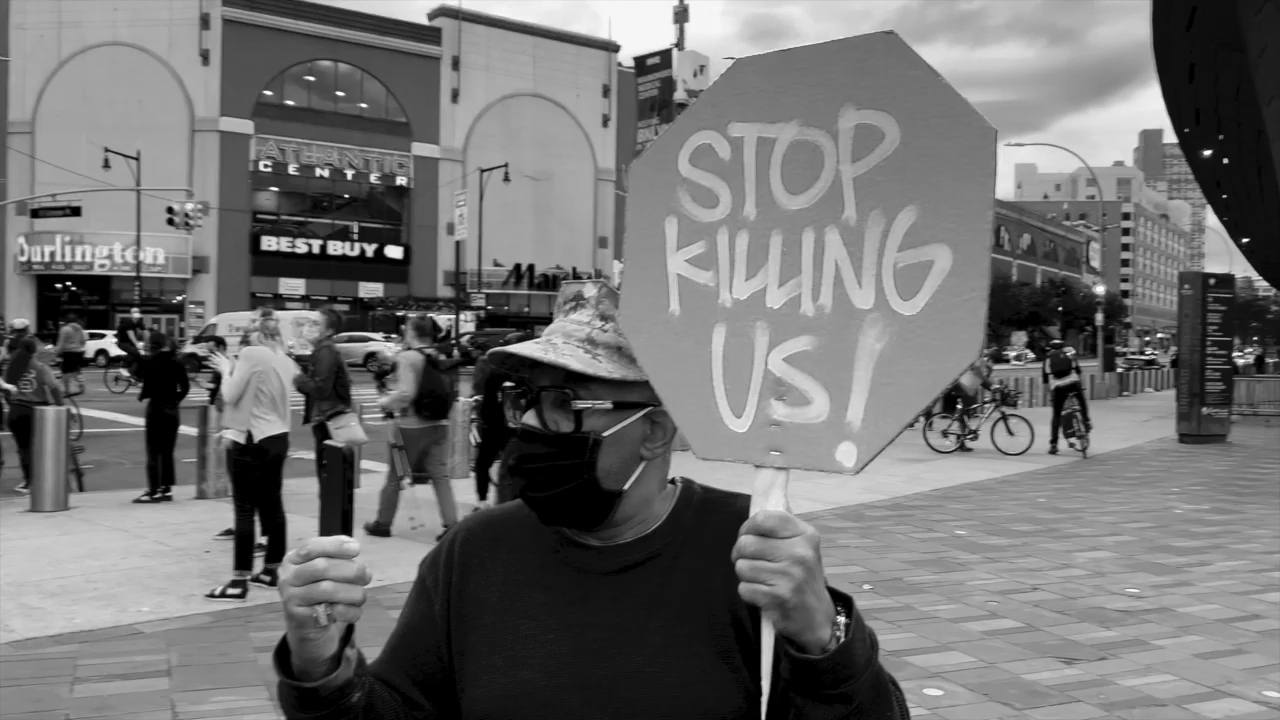 ATLANTIC
CENTER
Burlington
BEST BUY
STOP
KILLING
US!